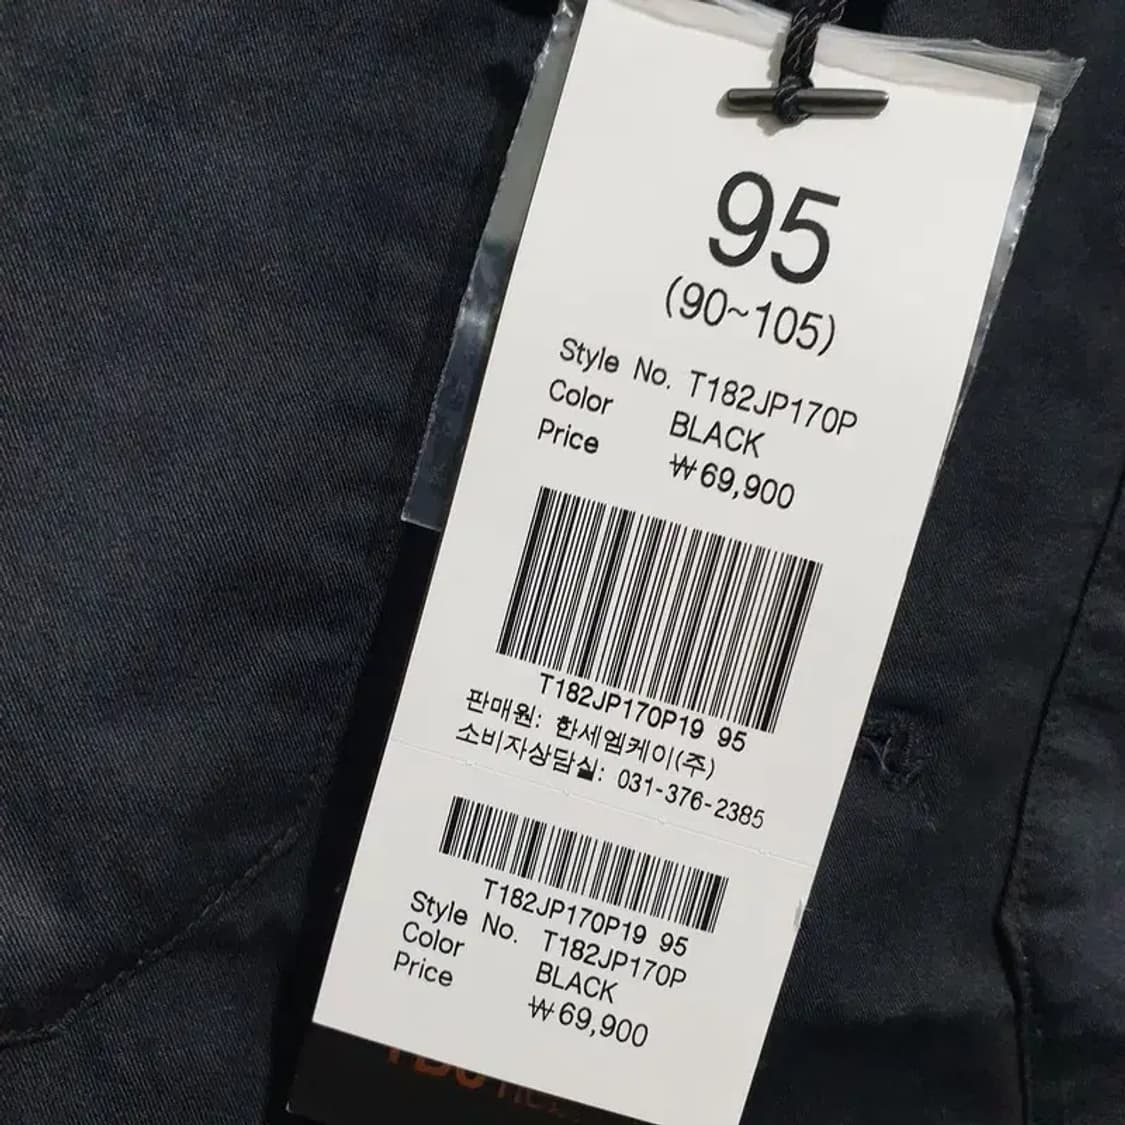 95
(90~105)
Style No. T182JP170P
Color BLACK
Price ₩69,900
T182JP170P19 95
판매원: 한세엠케이(주)
소비자상담실: 031-376-2385
T182JP170P19 95
Style No. T182JP170P
Color BLACK
Price ₩69,900